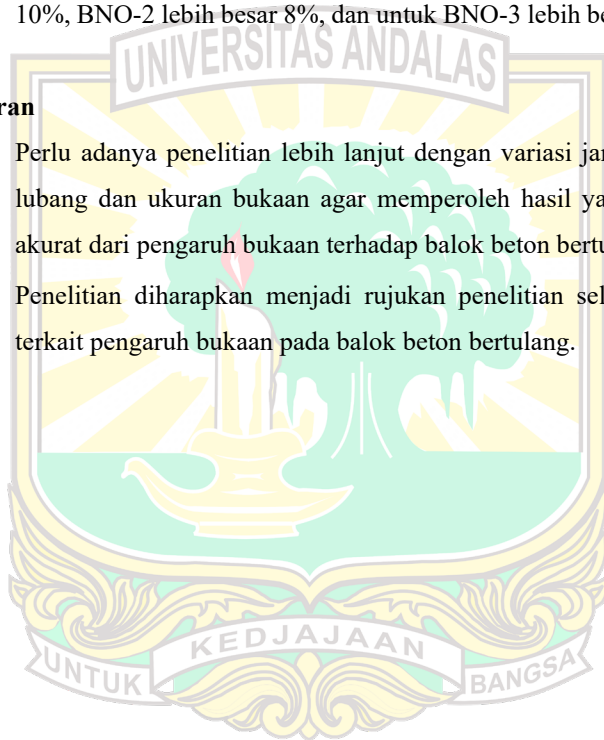 10%, BNO-2 lebih besar 8%, dan untuk BNO-3 lebih be
UNIVERSITAS ANDALAS
ran
Perlu adanya penelitian lebih lanjut dengan variasi jar
lubang dan ukuran bukaan agar memperoleh hasil ya
akurat dari pengaruh bukaan terhadap balok beton bertu
Penelitian diharapkan menjadi rujukan penelitian sel
terkait pengaruh bukaan pada balok beton bertulang.
KEDJAJAAN
UNTUK
BANGSA